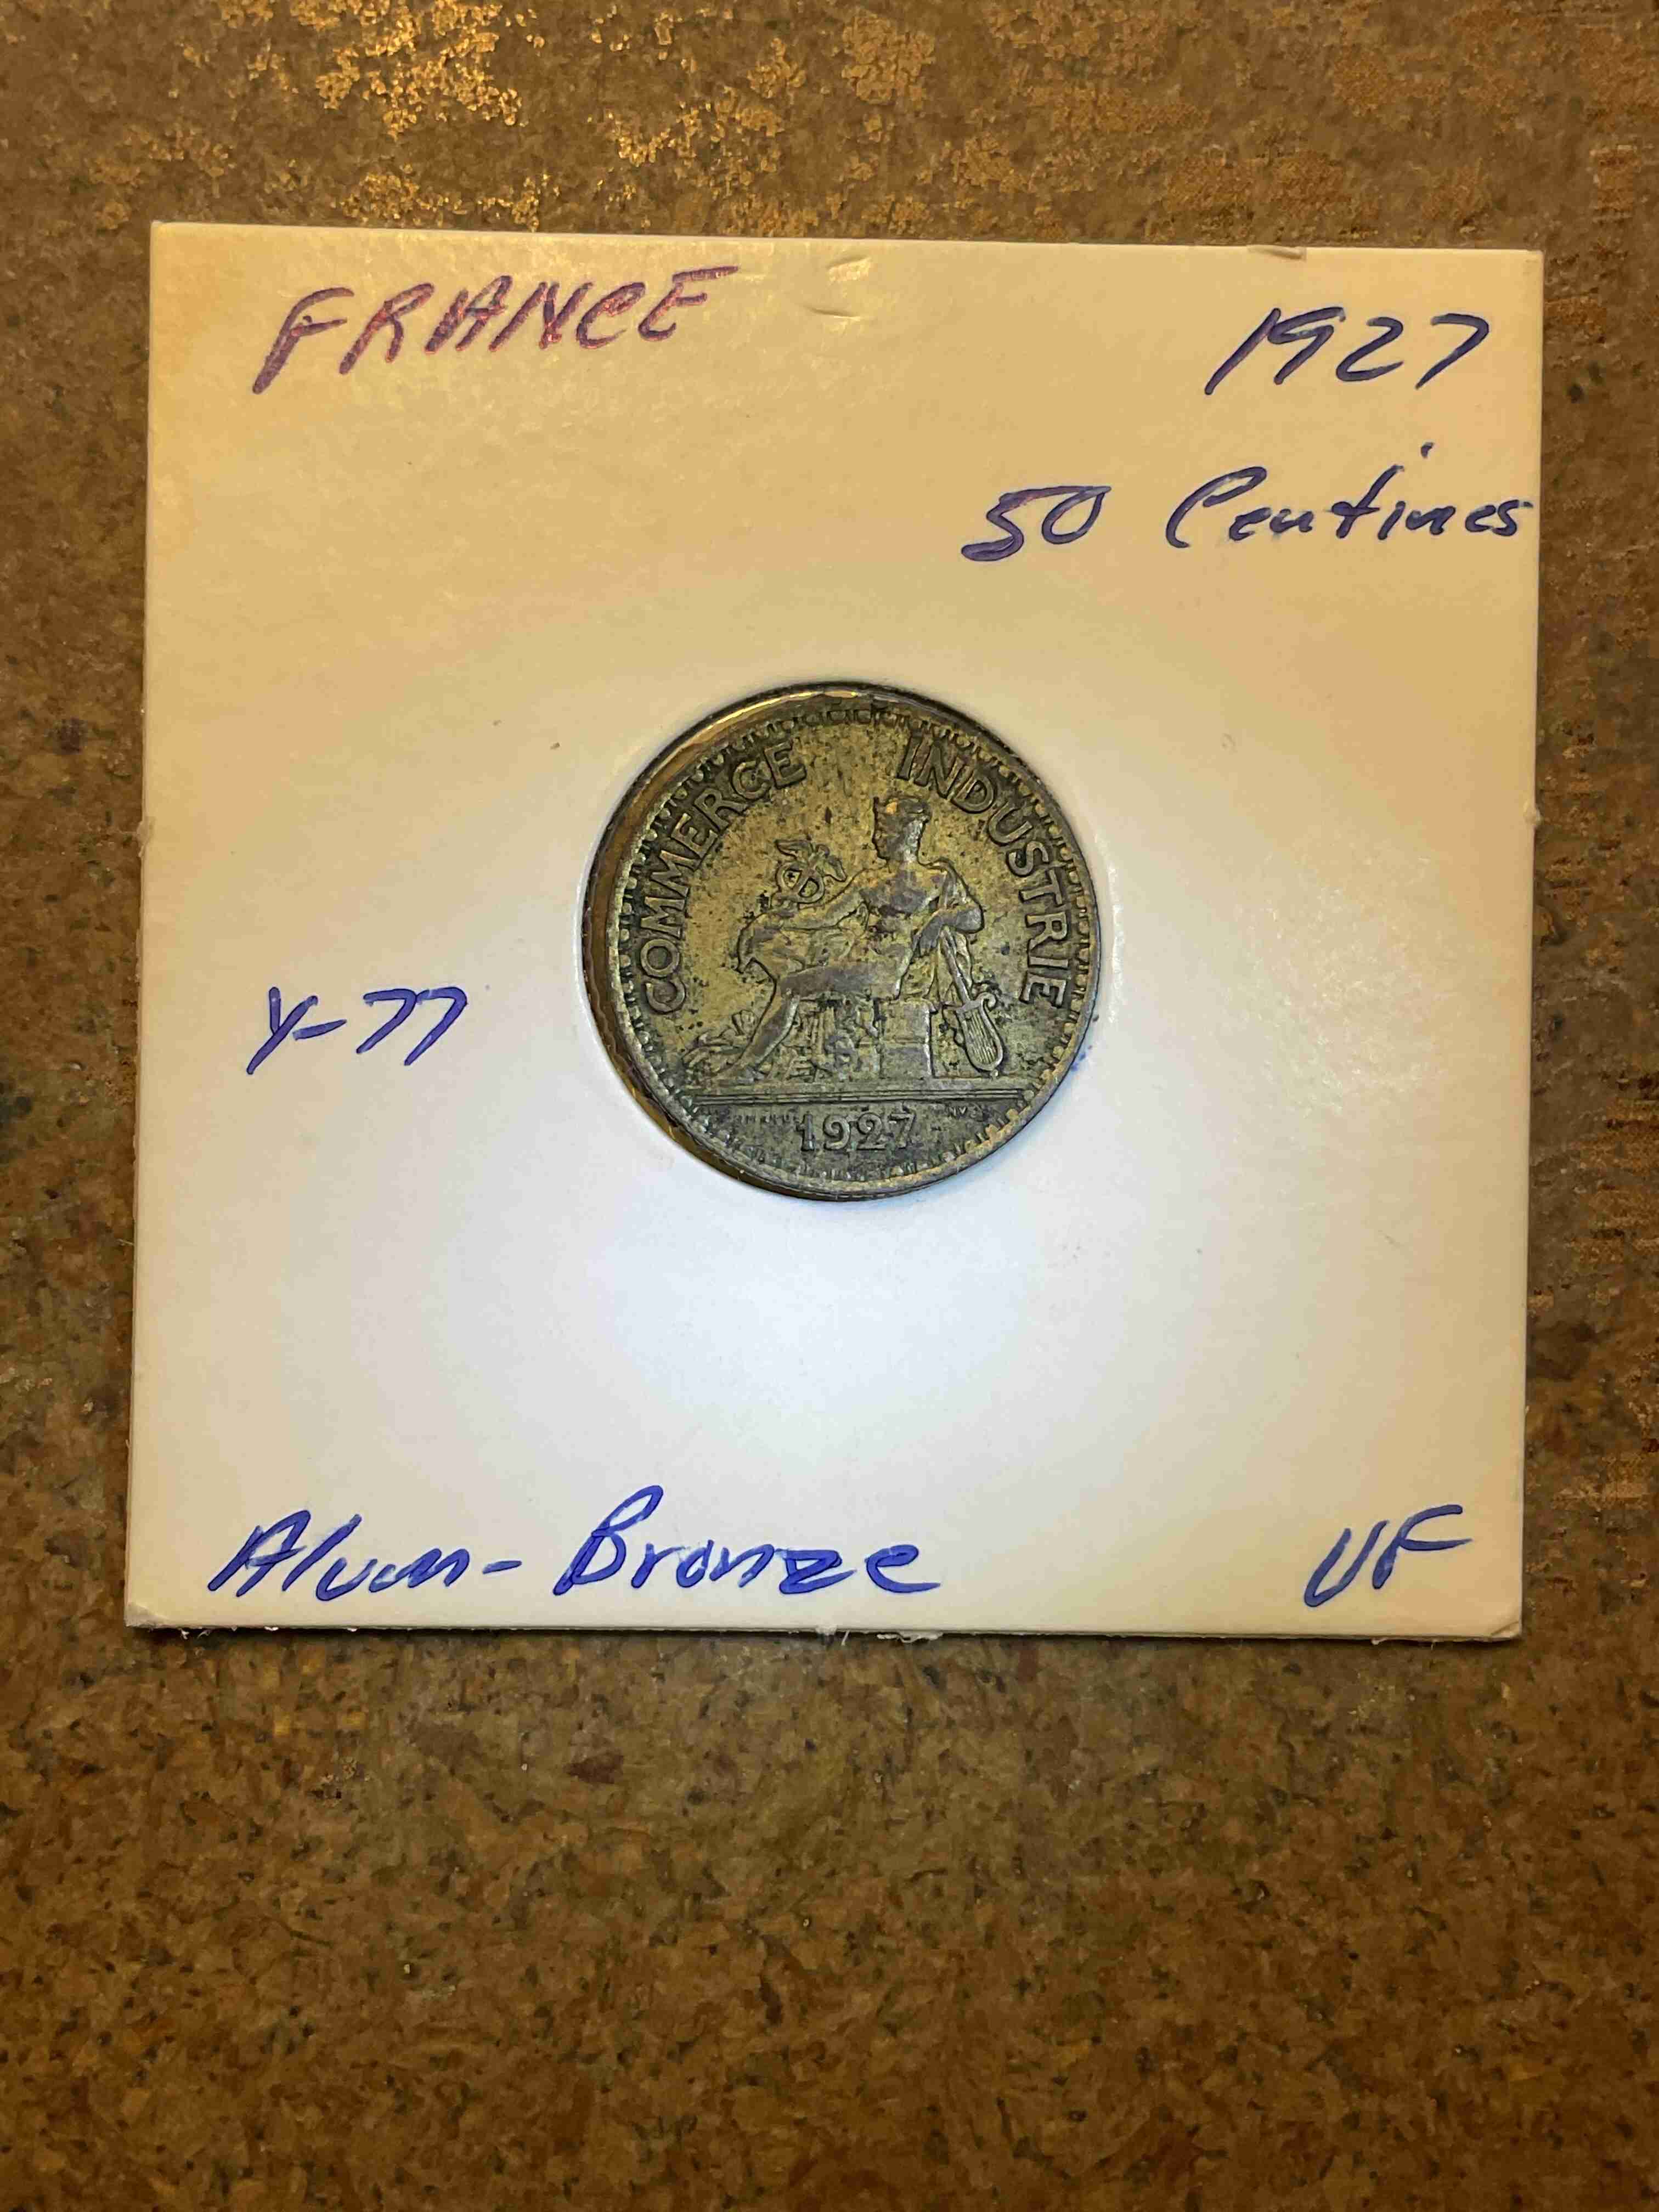 FRANCE 1927
50 Centimes
COMMERCE INDUSTRIE
1927
Y-77
Alum-Bronze VF